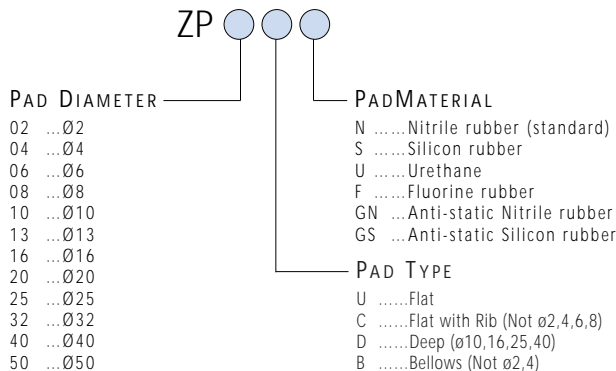 ZP
PAD DIAMETER
02 ...Ø2
04 ...Ø4
06 ...Ø6
08 ...Ø8
10 ...Ø10
13 ...Ø13
16 ...Ø16
20 ...Ø20
25 ...Ø25
32 ...Ø32
40 ...Ø40
50 ...Ø50
PADMATERIAL
N ......Nitrile rubber (standard)
S ......Silicon rubber
U ......Urethane
F ......Fluorine rubber
GN ...Anti-static Nitrile rubber
GS ...Anti-static Silicon rubber
PAD TYPE
U ......Flat
C ......Flat with Rib (Not ø2,4,6,8)
D ......Deep (ø10,16,25,40)
B ......Bellows (Not ø2,4)